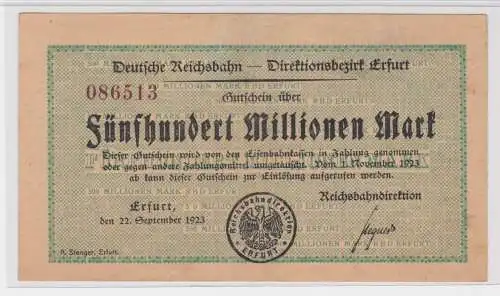 Deutsche Reichsbahn — Direktionsbezirk Erfurt
086513
Gutschein über
Fünfhundert Millionen Mark
Dieser Gutschein wird von den Eisenbahnkassen in Zahlung genommen
oder gegen andere Zahlungsmittel umgetauscht. Vom 1. November 1923
ab kann dieser Gutschein zur Einlösung aufgerufen werden.
Erfurt,
den 22. September 1923
Reichsbahndirektion
Reichsbahndirektion
ERFURT
R. Stenger, Erfurt.